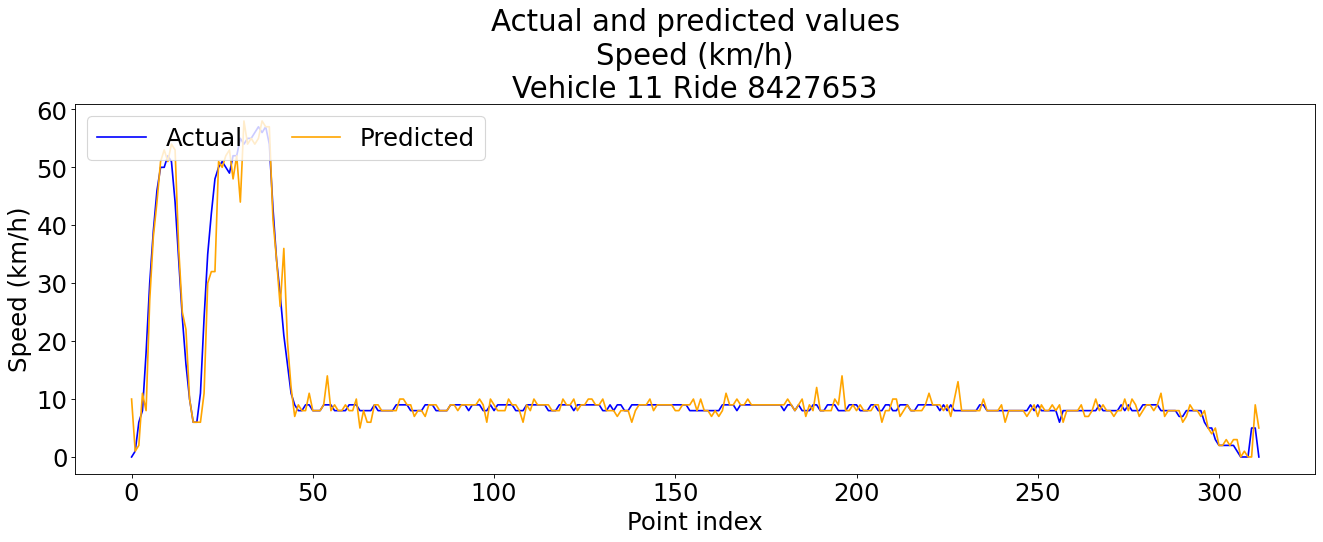 Actual and predicted values
Speed (km/h)
Vehicle 11 Ride 8427653
Actual
Predicted
60
50
40
30
20
10
0
Speed (km/h)
0
50
100
150
200
250
300
Point index